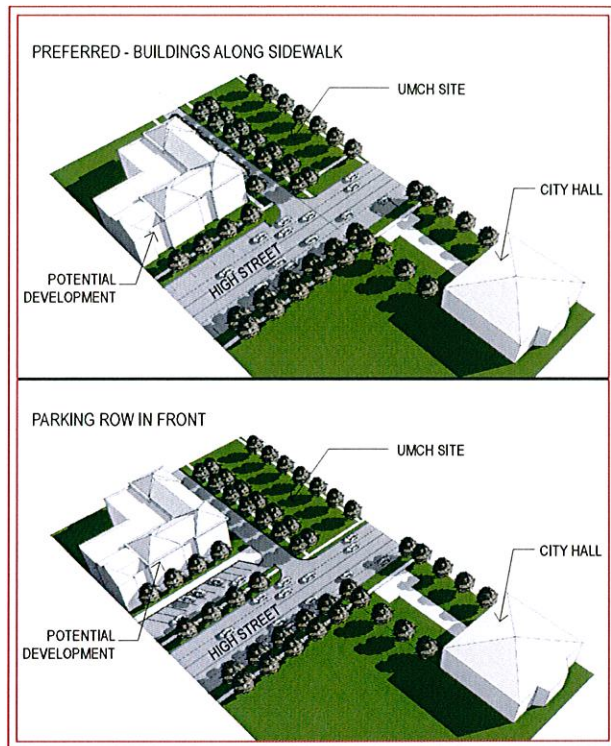 PREFERRED - BUILDINGS ALONG SIDEWALK
UMCH SITE
CITY HALL
POTENTIAL
DEVELOPMENT
HIGH STREET
PARKING ROW IN FRONT
UMCH SITE
CITY HALL
POTENTIAL
DEVELOPMENT
HIGH STREET